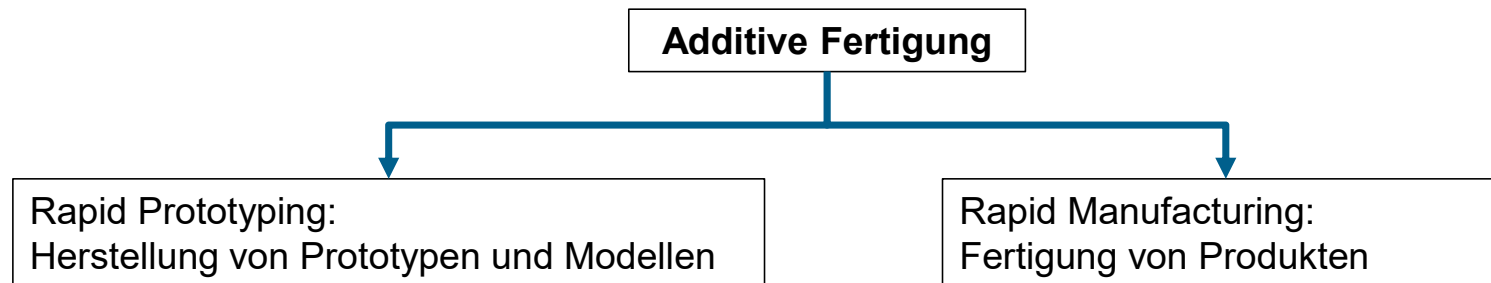 Additive Fertigung
Rapid Prototyping:
Herstellung von Prototypen und Modellen
Rapid Manufacturing:
Fertigung von Produkten